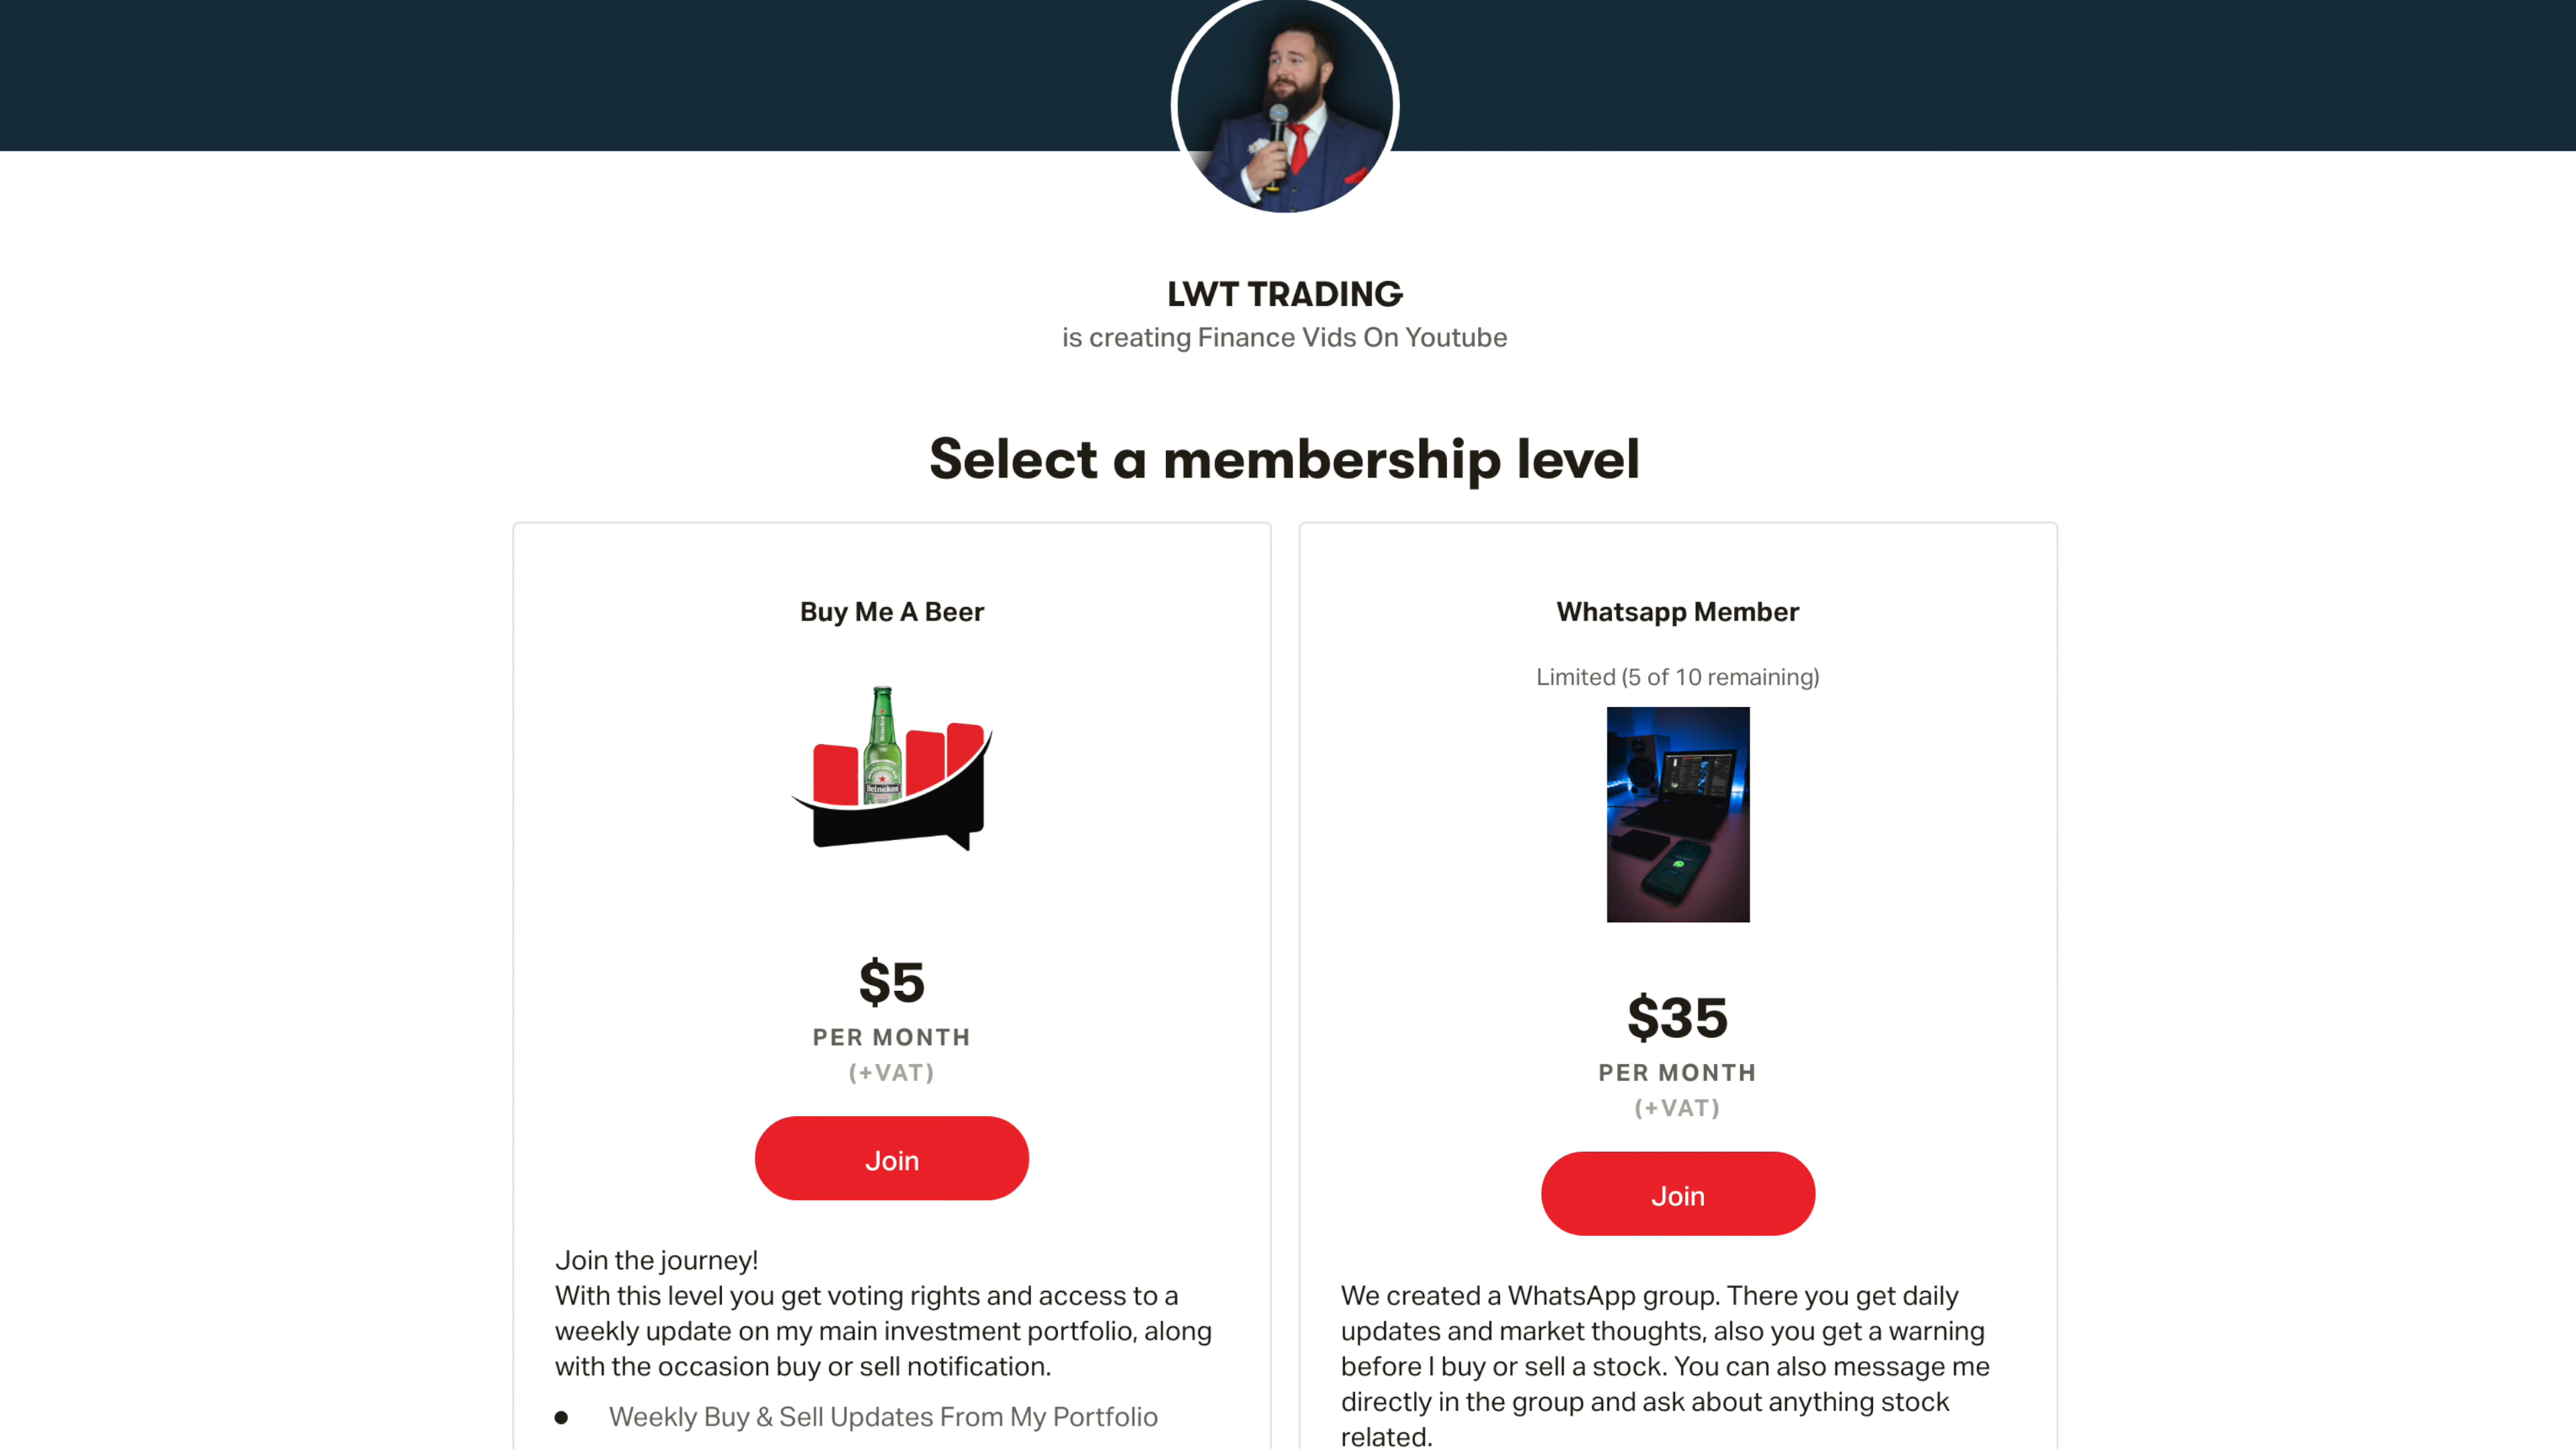 LWT TRADING
is creating Finance Vids On Youtube
Select a membership level
Buy Me A Beer
Heineken
$5
PER MONTH
(+VAT)
Join
Join the journey!
With this level you get voting rights and access to a
weekly update on my main investment portfolio, along
with the occasion buy or sell notification.
● Weekly Buy & Sell Updates From My Portfolio
Whatsapp Member
Limited (5 of 10 remaining)
$35
PER MONTH
(+VAT)
Join
We created a WhatsApp group. There you get daily
updates and market thoughts, also you get a warning
before I buy or sell a stock. You can also message me
directly in the group and ask about anything stock
related.